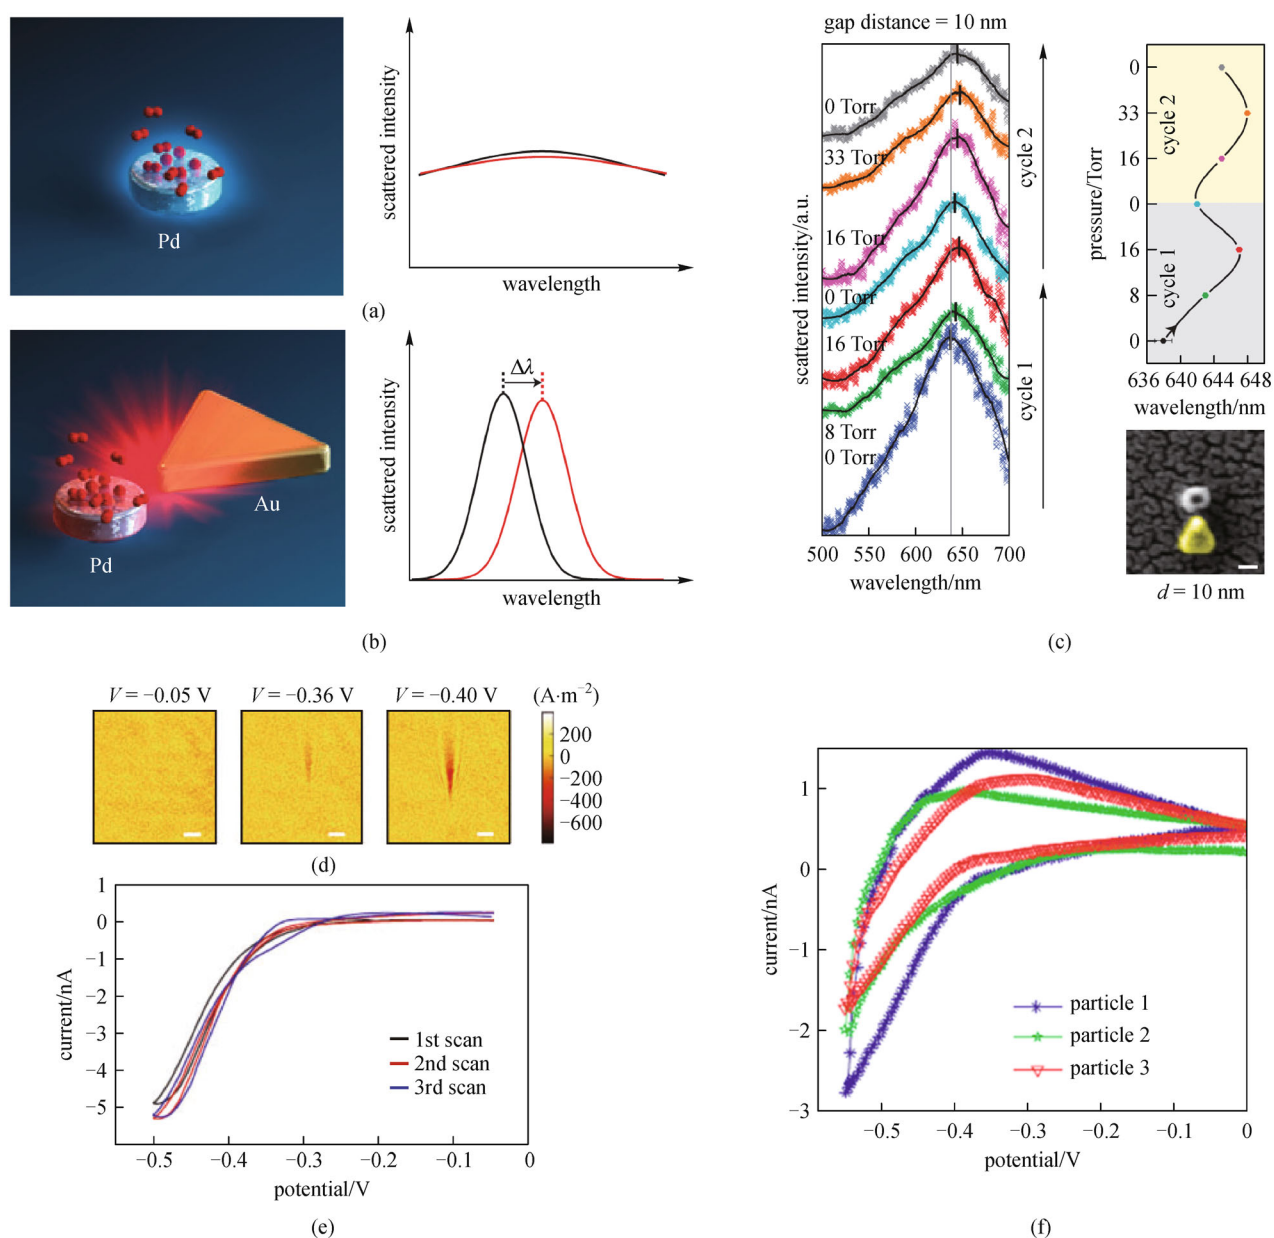 Pd
scattered intensity
wavelength
(a)
Au
Pd
scattered intensity
Δλ
wavelength
(b)
gap distance = 10 nm
scattered intensity/a.u.
0 Torr
33 Torr
16 Torr
0 Torr
16 Torr
8 Torr
0 Torr
cycle 2
cycle 1
500 550 600 650 700
wavelength/nm
pressure/Torr
0
33
16
0
16
8
0
cycle 2
cycle 1
636 640 644 648
wavelength/nm
d = 10 nm
(c)
V = −0.05 V
V = −0.36 V
V = −0.40 V
(A·m⁻²)
200
0
−200
−400
−600
(d)
current/nA
1
0
−1
−2
−3
−4
−5
1st scan
2nd scan
3rd scan
−0.5 −0.4 −0.3 −0.2 −0.1 0
potential/V
(e)
current/nA
1
0
−1
−2
−3
particle 1
particle 2
particle 3
−0.5 −0.4 −0.3 −0.2 −0.1 0
potential/V
(f)